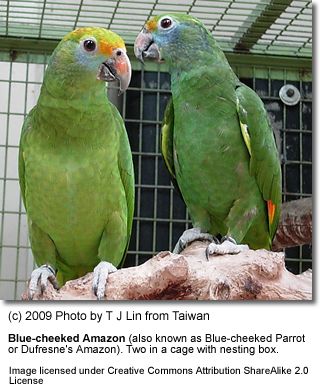 (c) 2009 Photo by T J Lin from Taiwan
Blue-cheeked Amazon (also known as Blue-cheeked Parrot
or Dufresne's Amazon). Two in a cage with nesting box.
Image licensed under Creative Commons Attribution ShareAlike 2.0
License